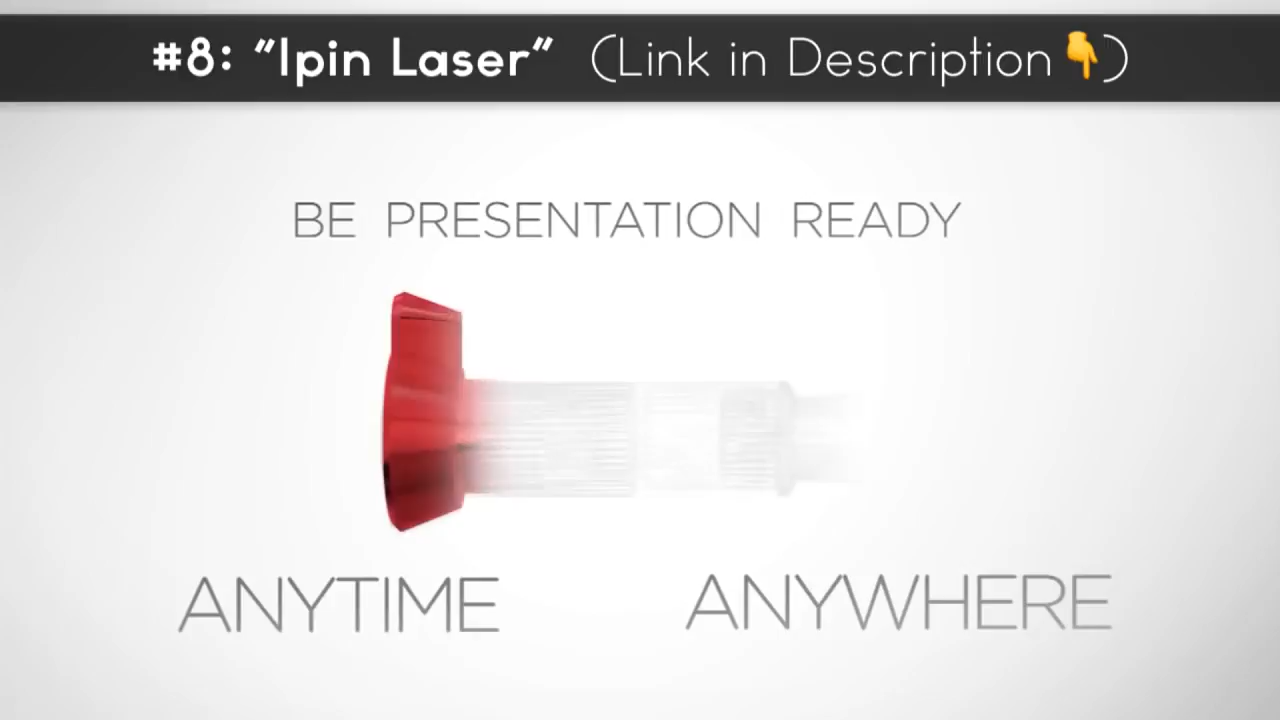 #8: “Ipin Laser” (Link in Description👇)
BE PRESENTATION READY
ANYTIME ANYWHERE